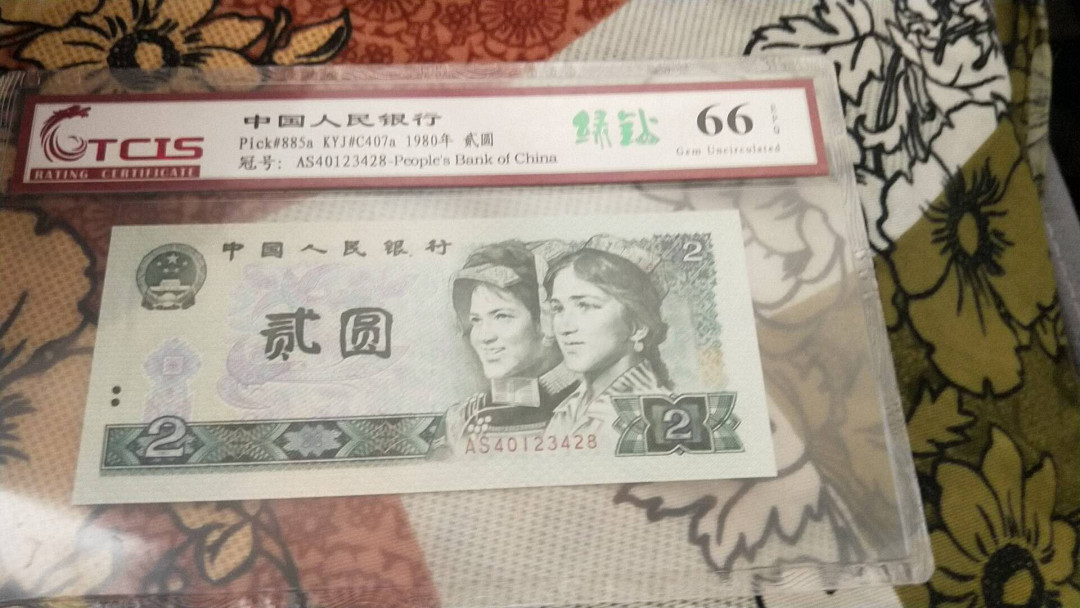 中国人民银行
绿钻
66
EPQ
TCIS
Pick#885a KYJ#C407a 1980年 贰圆
Gem Uncirculated
RATING CERTIFICATE
冠号: AS40123428-People's Bank of China
中国人民银行
2
贰圆
2
2
AS40123428